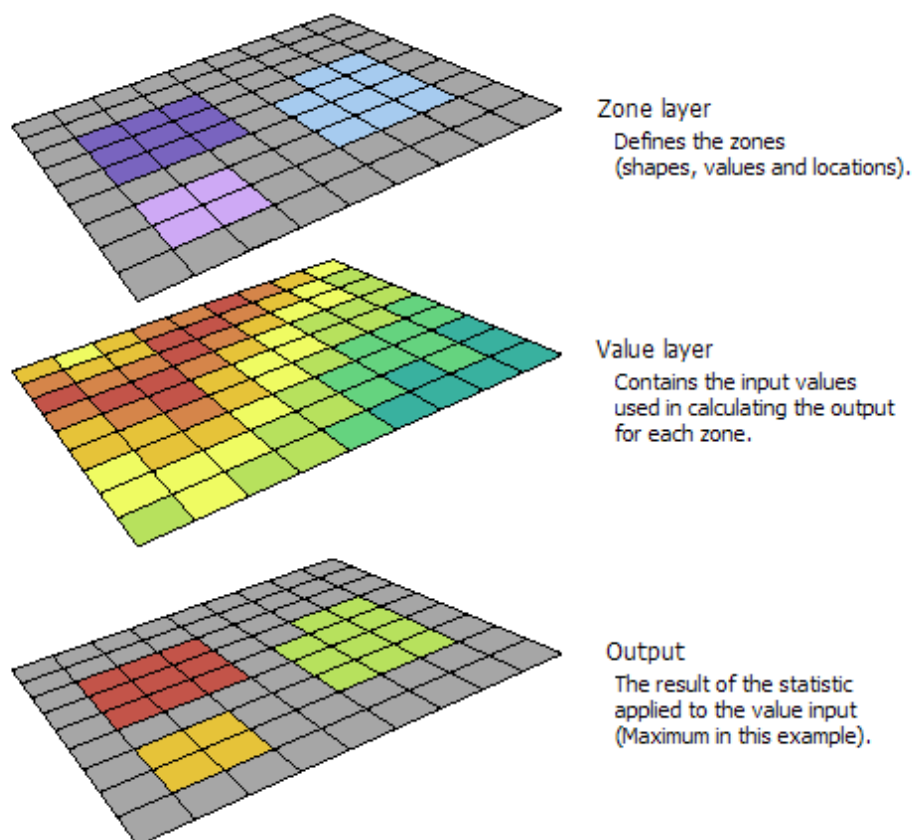 Zone layer
Defines the zones
(shapes, values and locations).
Value layer
Contains the input values
used in calculating the output
for each zone.
Output
The result of the statistic
applied to the value input
(Maximum in this example).